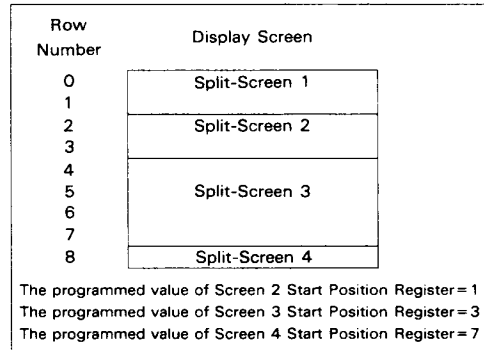 Row
Number
Display Screen
0 Split-Screen 1
1
2 Split-Screen 2
3
4
5 Split-Screen 3
6
7
8 Split-Screen 4
The programmed value of Screen 2 Start Position Register=1
The programmed value of Screen 3 Start Position Register=3
The programmed value of Screen 4 Start Position Register=7